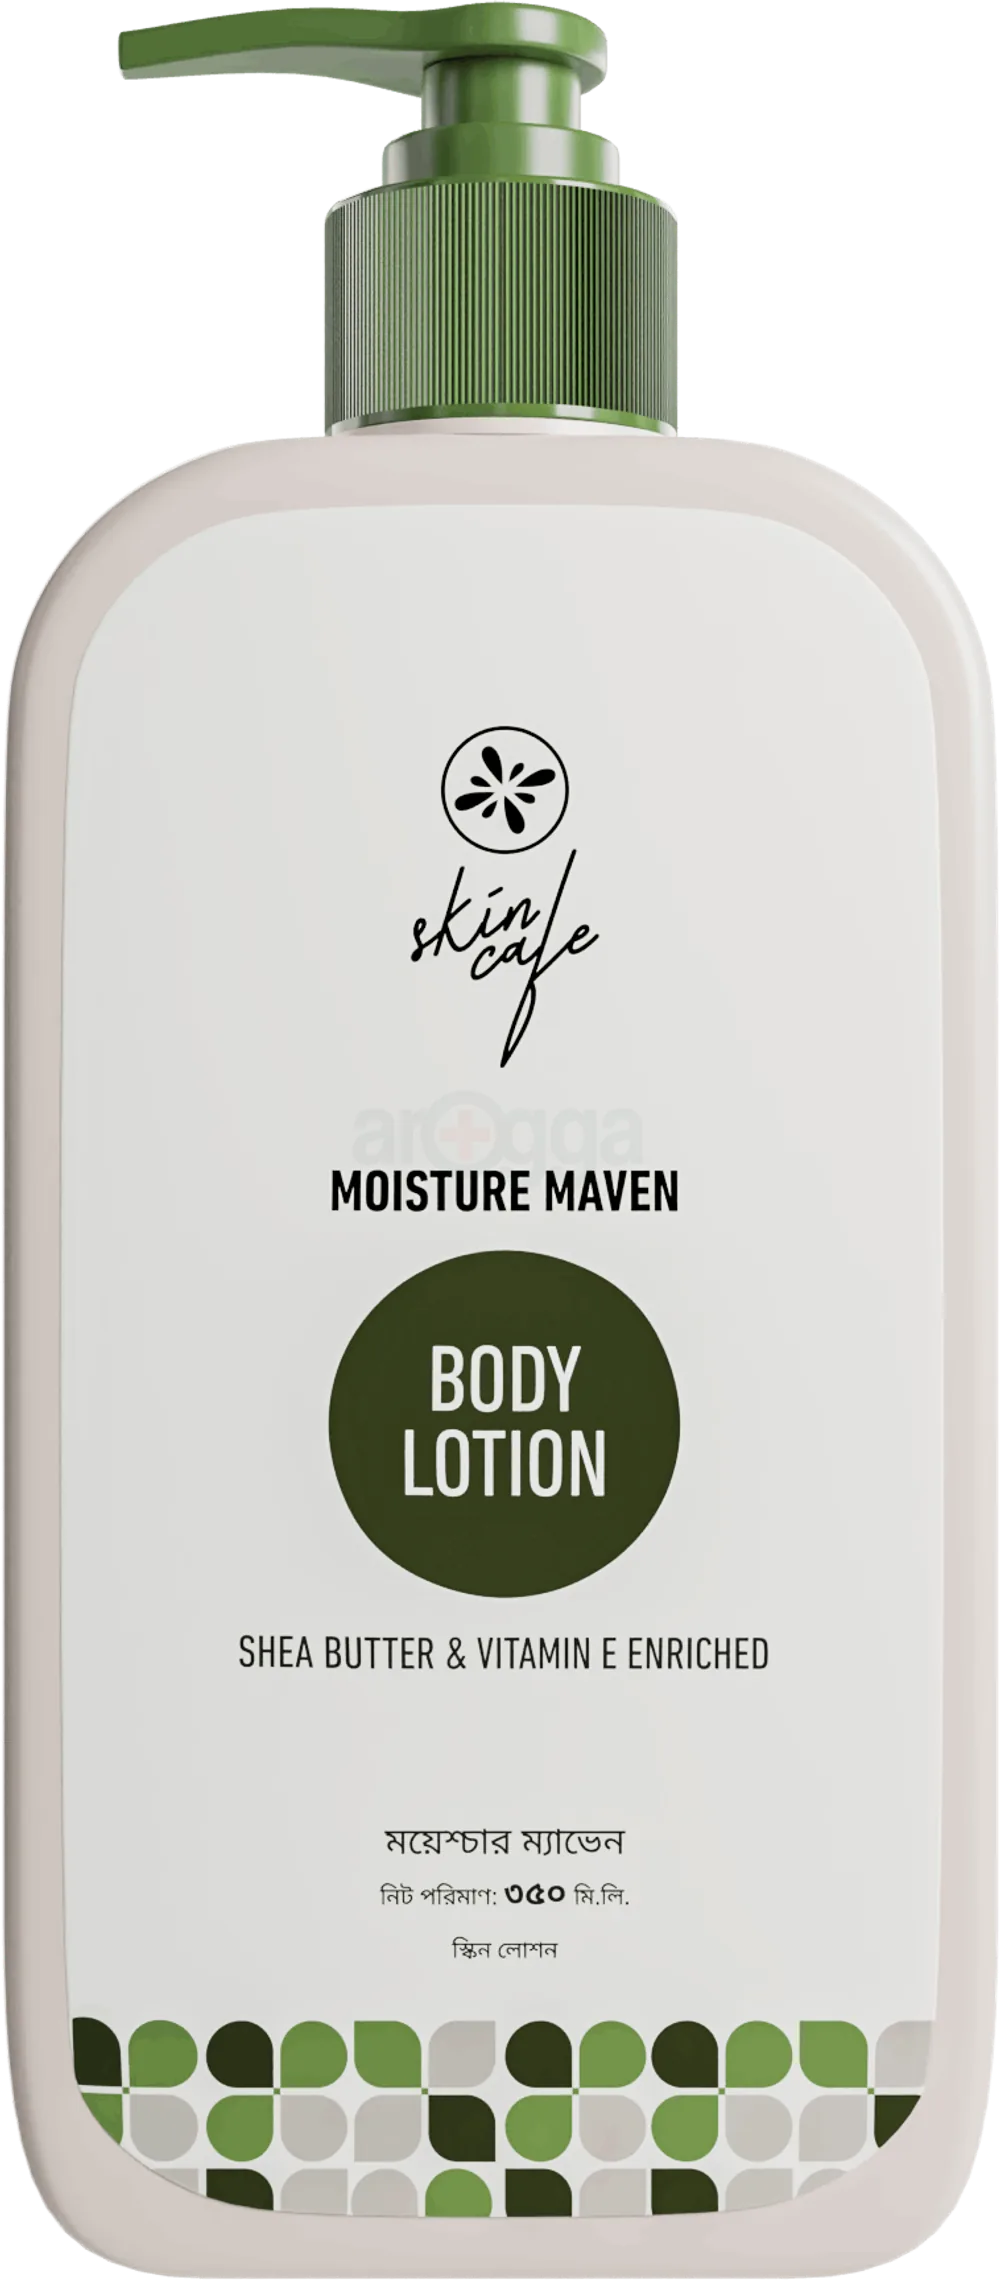 skin
cafe
arogga
MOISTURE MAVEN
BODY
LOTION
SHEA BUTTER & VITAMIN E ENRICHED
ময়েশ্চার ম্যাভেন
নিট পরিমাণ: ৩৫০ মি.লি.
স্কিন লোশন